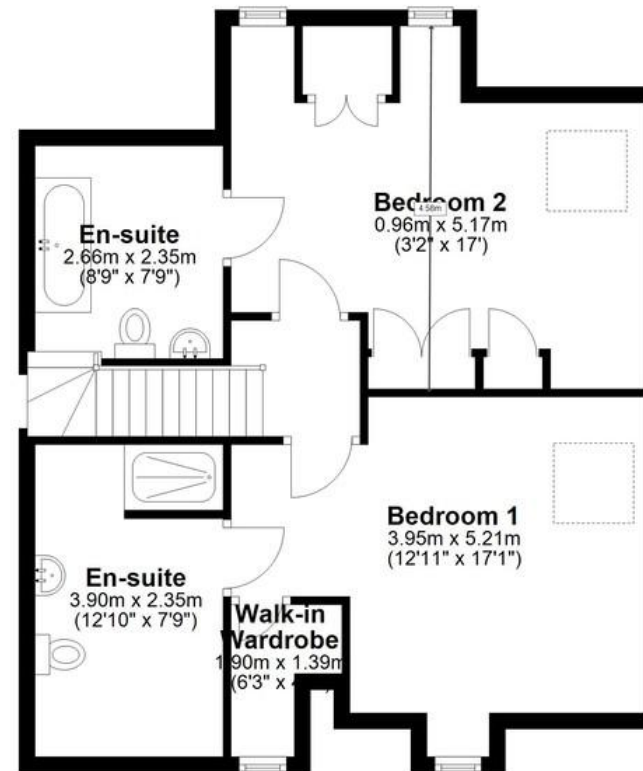 Bedroom 2
4.58m
0.96m x 5.17m
(3'2" x 17')
En-suite
2.66m x 2.35m
(8'9" x 7'9")
Bedroom 1
3.95m x 5.21m
(12'11" x 17'1")
En-suite
3.90m x 2.35m
(12'10" x 7'9")
Walk-in
Wardrobe
1.90m x 1.39m
(6'3" x